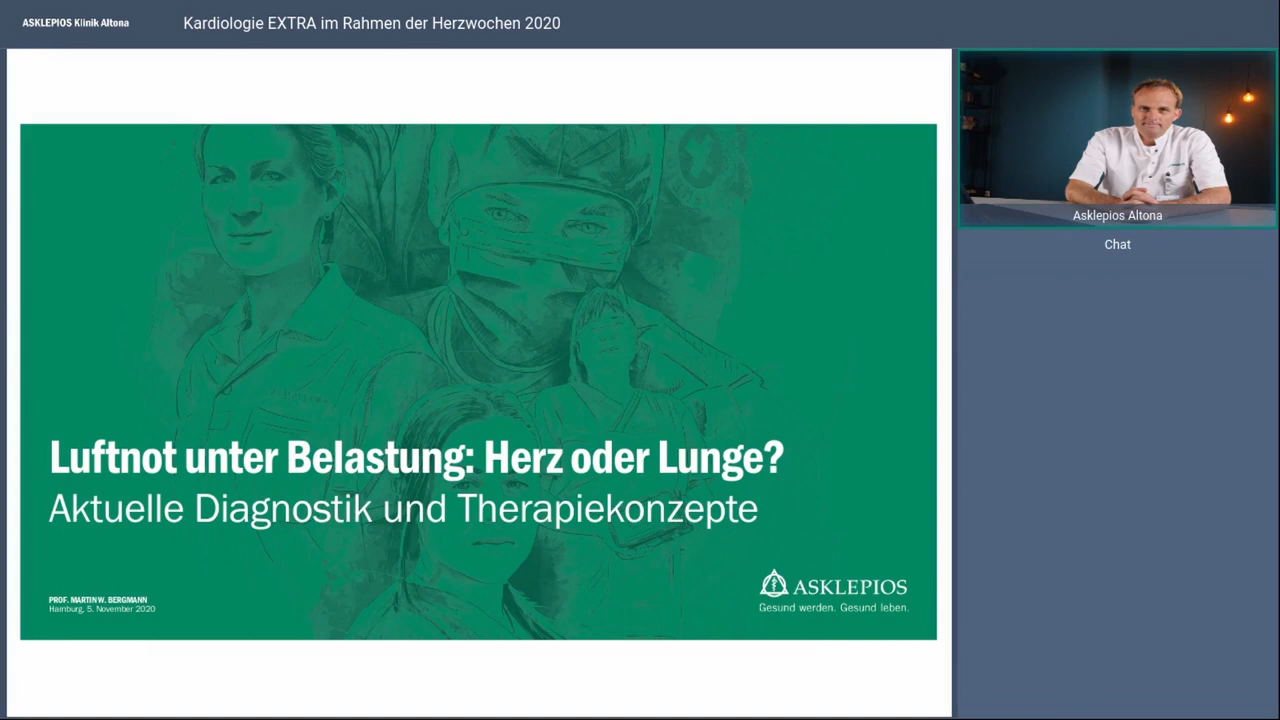 ASKLEPIOS Klinik Altona
Kardiologie EXTRA im Rahmen der Herzwochen 2020
Luftnot unter Belastung: Herz oder Lunge?
Aktuelle Diagnostik und Therapiekonzepte
PROF. MARTIN W. BERGMANN
Hamburg, 5. November 2020
ASKLEPIOS
Gesund werden. Gesund leben.
Asklepios Altona
Chat